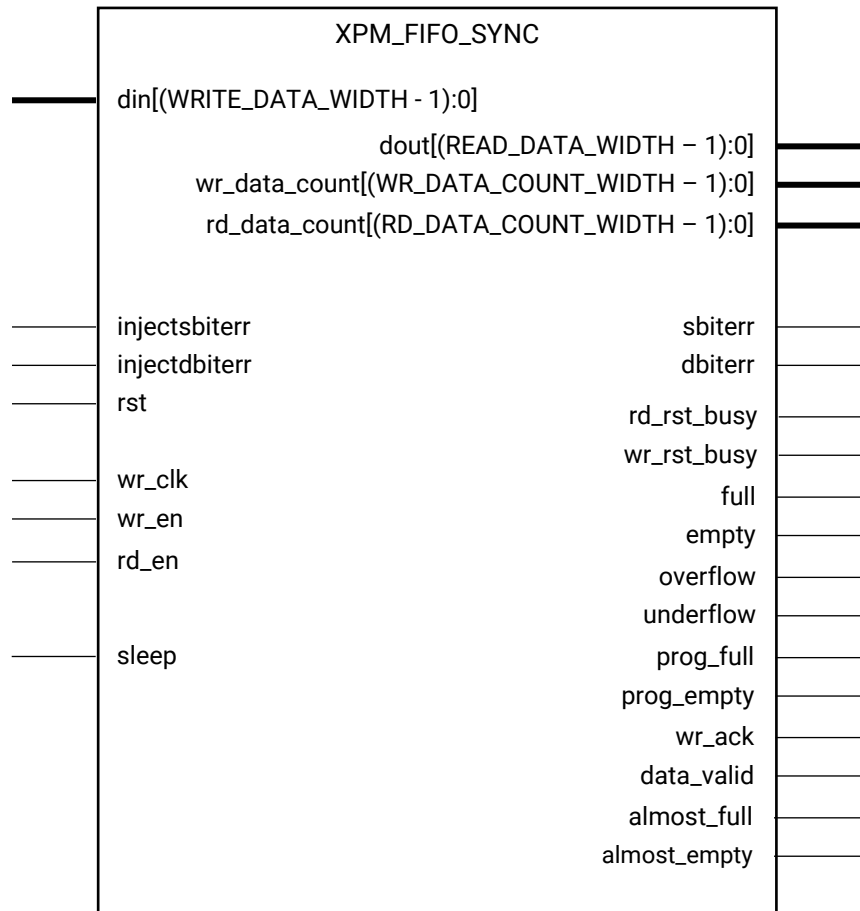 XPM_FIFO_SYNC
din[(WRITE_DATA_WIDTH - 1):0]
dout[(READ_DATA_WIDTH – 1):0]
wr_data_count[(WR_DATA_COUNT_WIDTH – 1):0]
rd_data_count[(RD_DATA_COUNT_WIDTH – 1):0]
injectsbiterr
sbiterr
injectdbiterr
dbiterr
rst
rd_rst_busy
wr_rst_busy
wr_clk
full
wr_en
empty
rd_en
overflow
underflow
sleep
prog_full
prog_empty
wr_ack
data_valid
almost_full
almost_empty